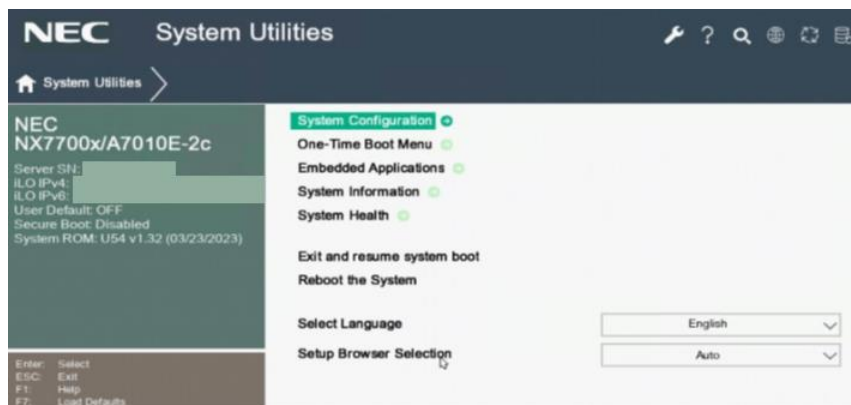 NEC System Utilities
System Utilities
NEC
NX7700x/A7010E-2c
Server SN:
iLO IPv4:
iLO IPv6:
User Default: OFF
Secure Boot: Disabled
System ROM: U54 v1.32 (03/23/2023)
Enter: Select
ESC: Exit
F1: Help
F7: Load Defaults
System Configuration
One-Time Boot Menu
Embedded Applications
System Information
System Health
Exit and resume system boot
Reboot the System
Select Language English
Setup Browser Selection Auto